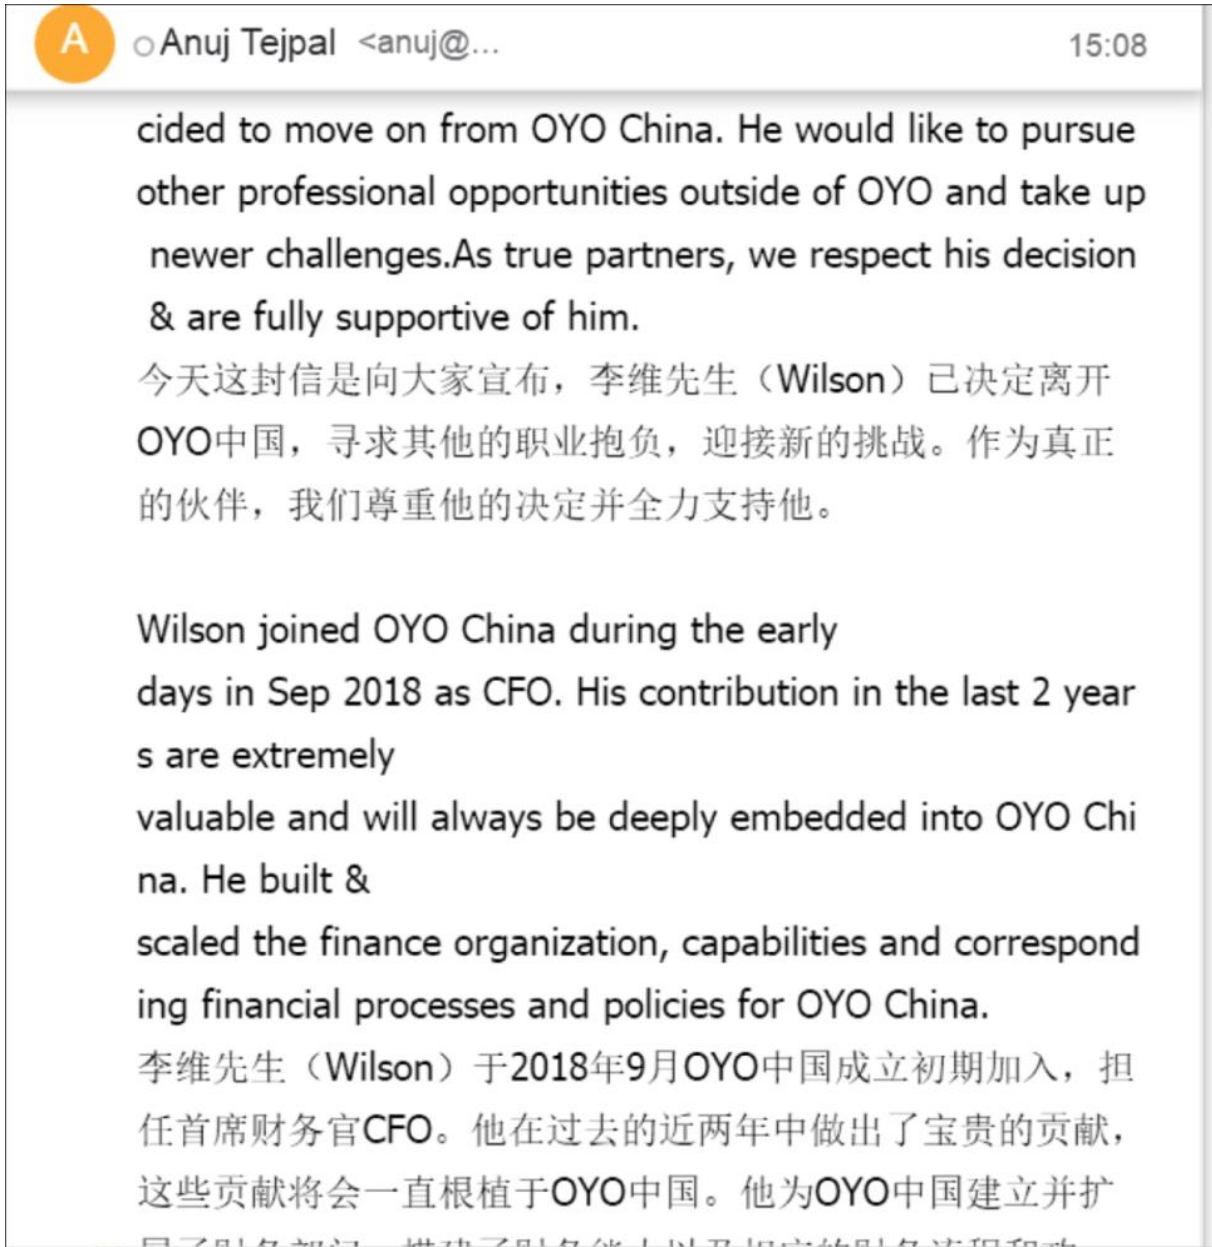 A
Anuj Tejpal <anuj@...
15:08
cided to move on from OYO China. He would like to pursue
other professional opportunities outside of OYO and take up
newer challenges.As true partners, we respect his decision
& are fully supportive of him.
今天这封信是向大家宣布，李维先生（Wilson）已决定离开
OYO中国，寻求其他的职业抱负，迎接新的挑战。作为真正
的伙伴，我们尊重他的决定并全力支持他。
Wilson joined OYO China during the early
days in Sep 2018 as CFO. His contribution in the last 2 year
s are extremely
valuable and will always be deeply embedded into OYO Chi
na. He built &
scaled the finance organization, capabilities and correspond
ing financial processes and policies for OYO China.
李维先生（Wilson）于2018年9月OYO中国成立初期加入，担
任首席财务官CFO。他在过去的近两年中做出了宝贵的贡献，
这些贡献将会一直根植于OYO中国。他为OYO中国建立并扩